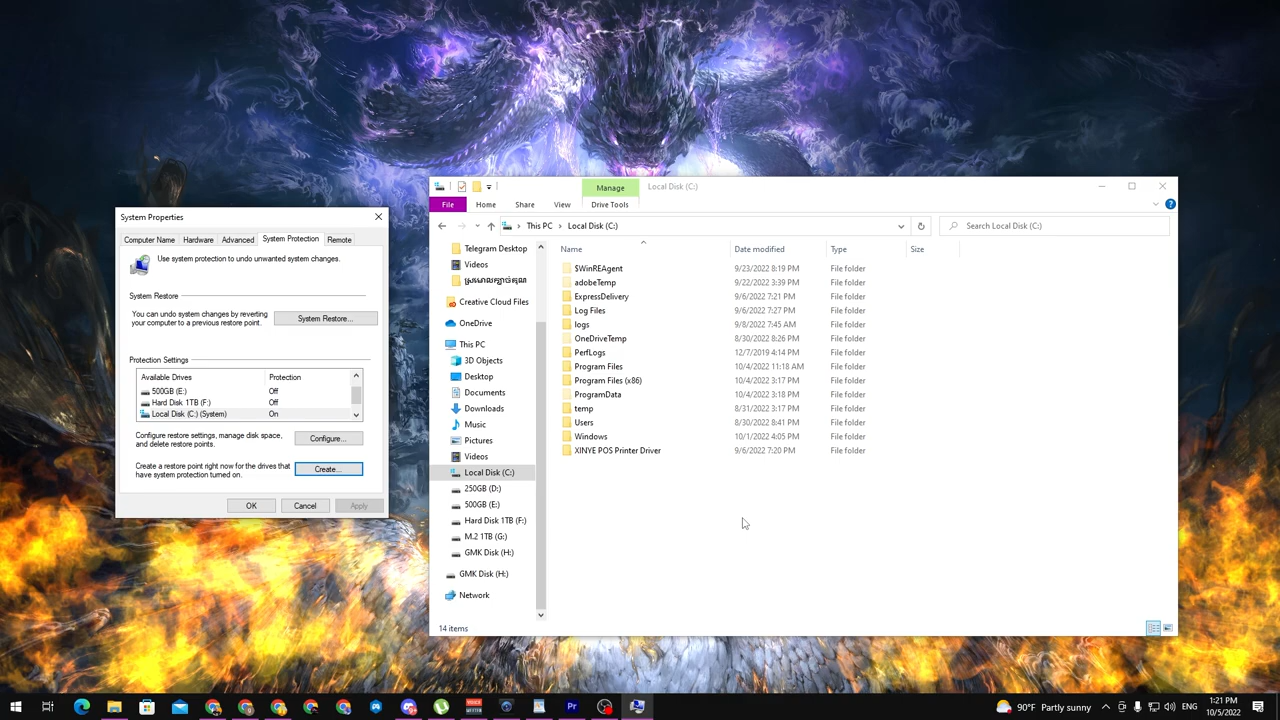 System Properties
Computer Name Hardware Advanced System Protection Remote
Use system protection to undo unwanted system changes.
System Restore
You can undo system changes by reverting
your computer to a previous restore point.
System Restore...
Protection Settings
Available Drives Protection
500GB (E:) Off
Hard Disk 1TB (F:) Off
Local Disk (C:) (System) On
Configure restore settings, manage disk space,
and delete restore points.
Configure...
Create a restore point right now for the drives that
have system protection turned on.
Create...
OK Cancel Apply
Manage Local Disk (C:)
File Home Share View Drive Tools
This PC Local Disk (C:)
Search Local Disk (C:)
Telegram Desktop
Videos
Creative Cloud Files
OneDrive
This PC
3D Objects
Desktop
Documents
Downloads
Music
Pictures
Videos
Local Disk (C:)
250GB (D:)
500GB (E:)
Hard Disk 1TB (F:)
M.2 1TB (G:)
GMK Disk (H:)
GMK Disk (H:)
Network
Name Date modified Type Size
$WinREAgent 9/23/2022 8:19 PM File folder
adobeTemp 9/22/2022 8:39 PM File folder
ExpressDelivery 9/6/2022 7:21 PM File folder
Log Files 9/6/2022 7:27 PM File folder
logs 9/8/2022 7:45 AM File folder
OneDriveTemp 8/30/2022 8:26 PM File folder
PerfLogs 12/7/2019 4:14 PM File folder
Program Files 10/4/2022 11:18 AM File folder
Program Files (x86) 10/4/2022 3:17 PM File folder
ProgramData 10/4/2022 3:18 PM File folder
temp 8/31/2022 3:17 PM File folder
Users 8/30/2022 8:41 PM File folder
Windows 10/1/2022 4:05 PM File folder
XINYE POS Printer Driver 9/6/2022 7:20 PM File folder
14 items
90°F Partly sunny
ENG
1:21 PM
10/5/2022